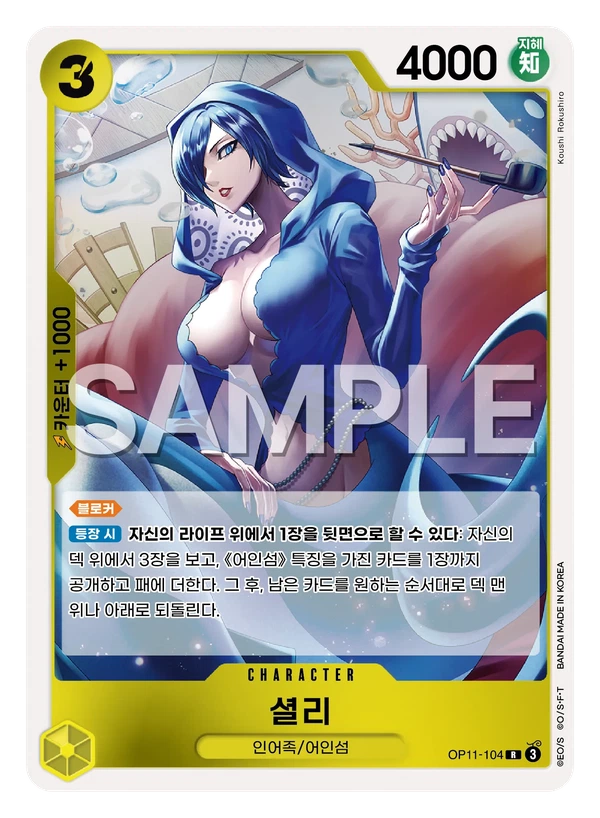 3
4000
지혜
知
Koushi Rokushiro
카운터 +1000
SAMPLE
블로커
등장 시 자신의 라이프 위에서 1장을 뒷면으로 할 수 있다: 자신의
덱 위에서 3장을 보고, 《어인섬》 특징을 가진 카드를 1장까지
공개하고 패에 더한다. 그 후, 남은 카드를 원하는 순서대로 덱 맨
위나 아래로 되돌린다.
CHARACTER
셜리
인어족/어인섬
OP11-104 R 3
©EO/S ©O/S·F·T BANDAI MADE IN KOREA